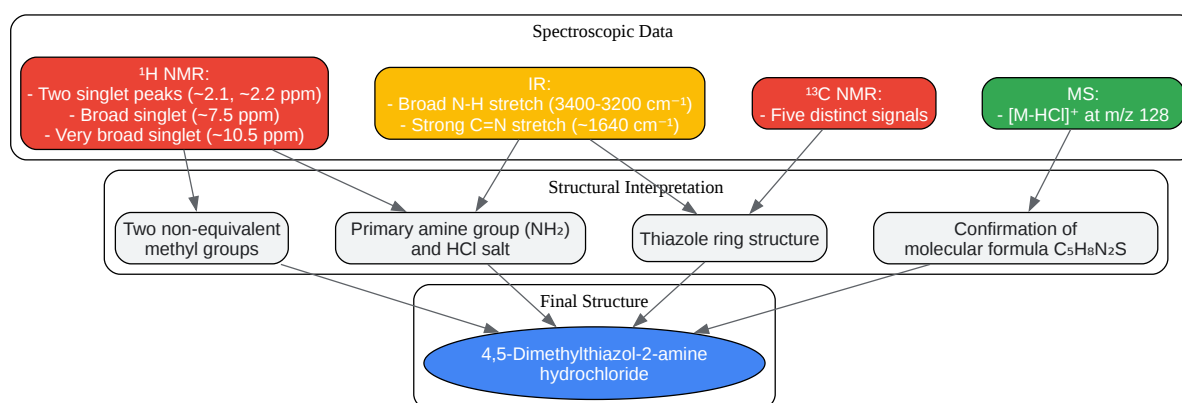 Spectroscopic Data
¹H NMR:
- Two singlet peaks (~2.1, ~2.2 ppm)
- Broad singlet (~7.5 ppm)
- Very broad singlet (~10.5 ppm)
IR:
- Broad N-H stretch (3400-3200 cm⁻¹)
- Strong C=N stretch (~1640 cm⁻¹)
¹³C NMR:
- Five distinct signals
MS:
- [M-HCl]⁺ at m/z 128
Structural Interpretation
Two non-equivalent
methyl groups
Primary amine group (NH₂)
and HCl salt
Thiazole ring structure
Confirmation of
molecular formula C₅H₈N₂S
Final Structure
4,5-Dimethylthiazol-2-amine
hydrochloride